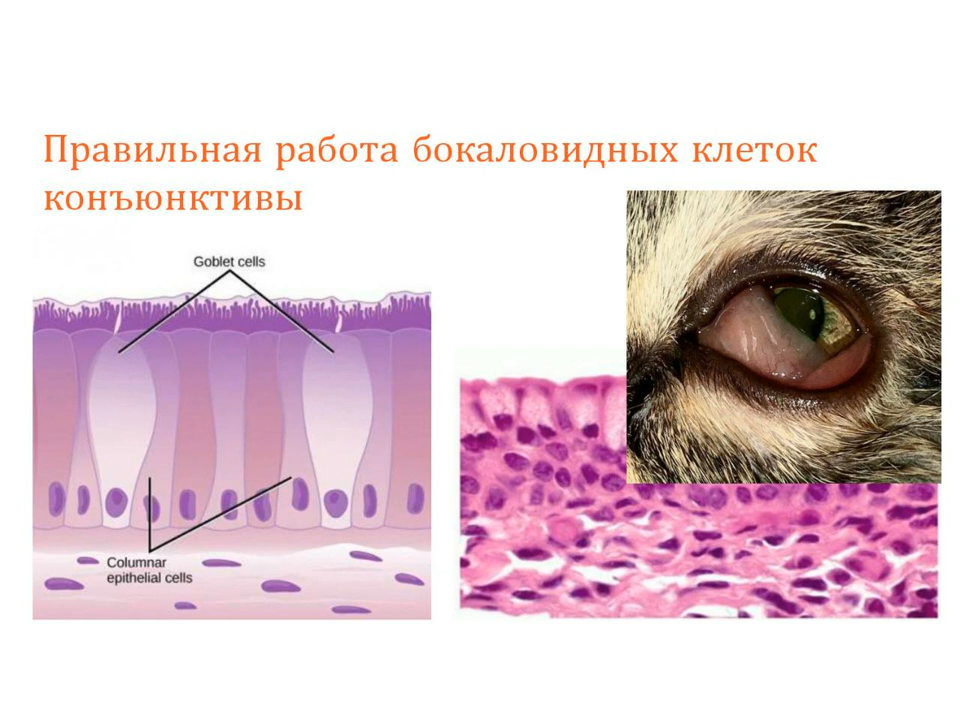 Правильная работа бокаловидных клеток
конъюнктивы
Goblet cells
Columnar
epithelial cells